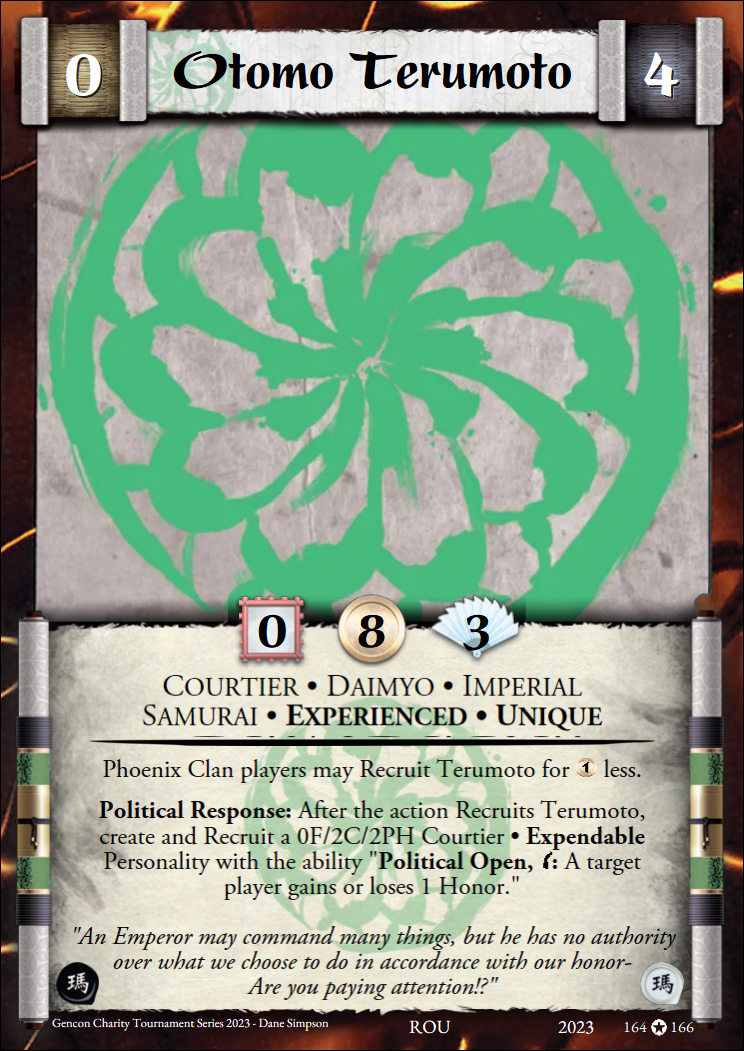 0 Otomo Terumoto 4
0 8 3
Courtier • Daimyo • Imperial
Samurai • Experienced • Unique
Phoenix Clan players may Recruit Terumoto for 1 less.
Political Response: After the action Recruits Terumoto,
create and Recruit a 0F/2C/2PH Courtier • Expendable
Personality with the ability "Political Open, : A target
player gains or loses 1 Honor."
"An Emperor may command many things, but he has no authority
over what we choose to do in accordance with our honor-
Are you paying attention!?"
瑪 瑪
Gencon Charity Tournament Series 2023 - Dane Simpson ROU 2023 164 ✪ 166